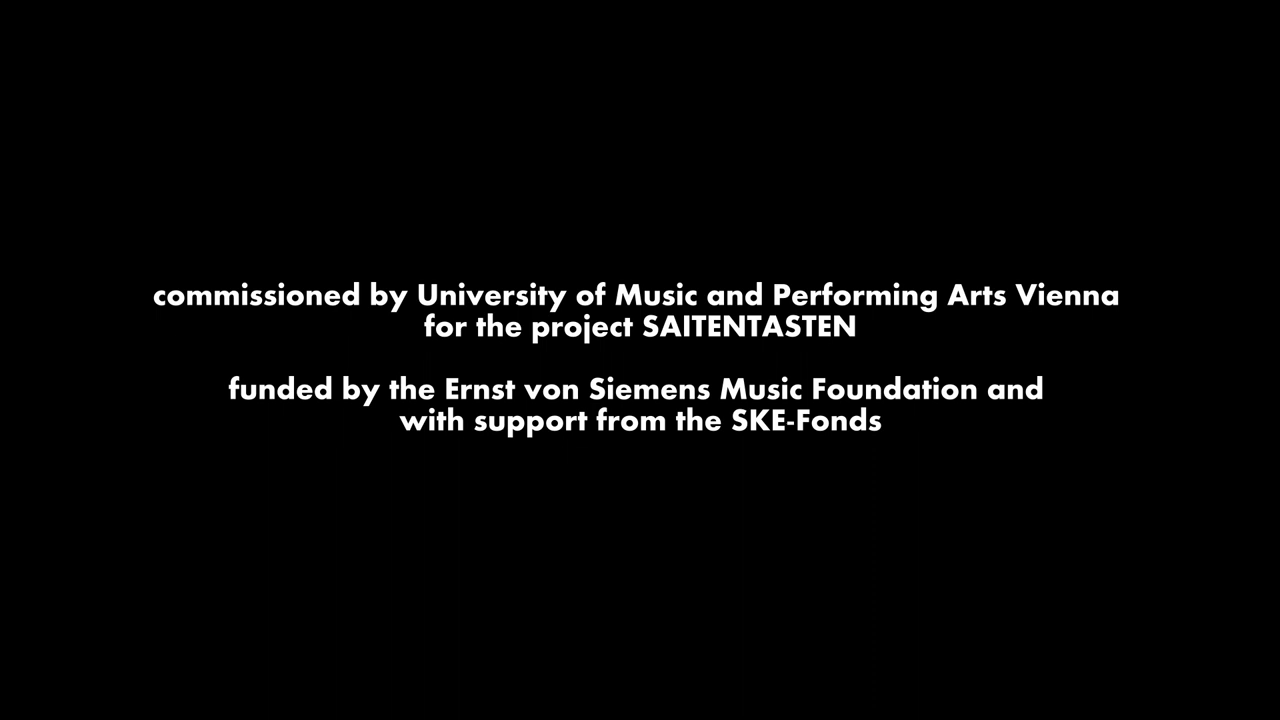 commissioned by University of Music and Performing Arts Vienna
for the project SAITENTASTEN
funded by the Ernst von Siemens Music Foundation and
with support from the SKE-Fonds